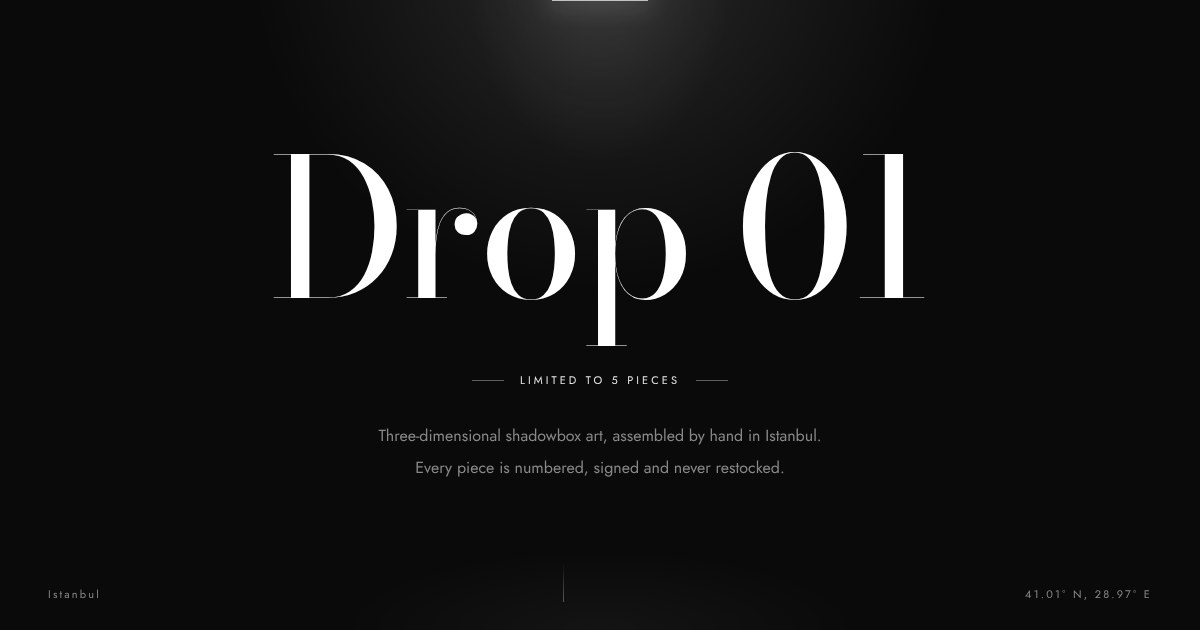 Drop 01
LIMITED TO 5 PIECES
Three-dimensional shadowbox art, assembled by hand in Istanbul.
Every piece is numbered, signed and never restocked.
Istanbul
41.01° N, 28.97° E